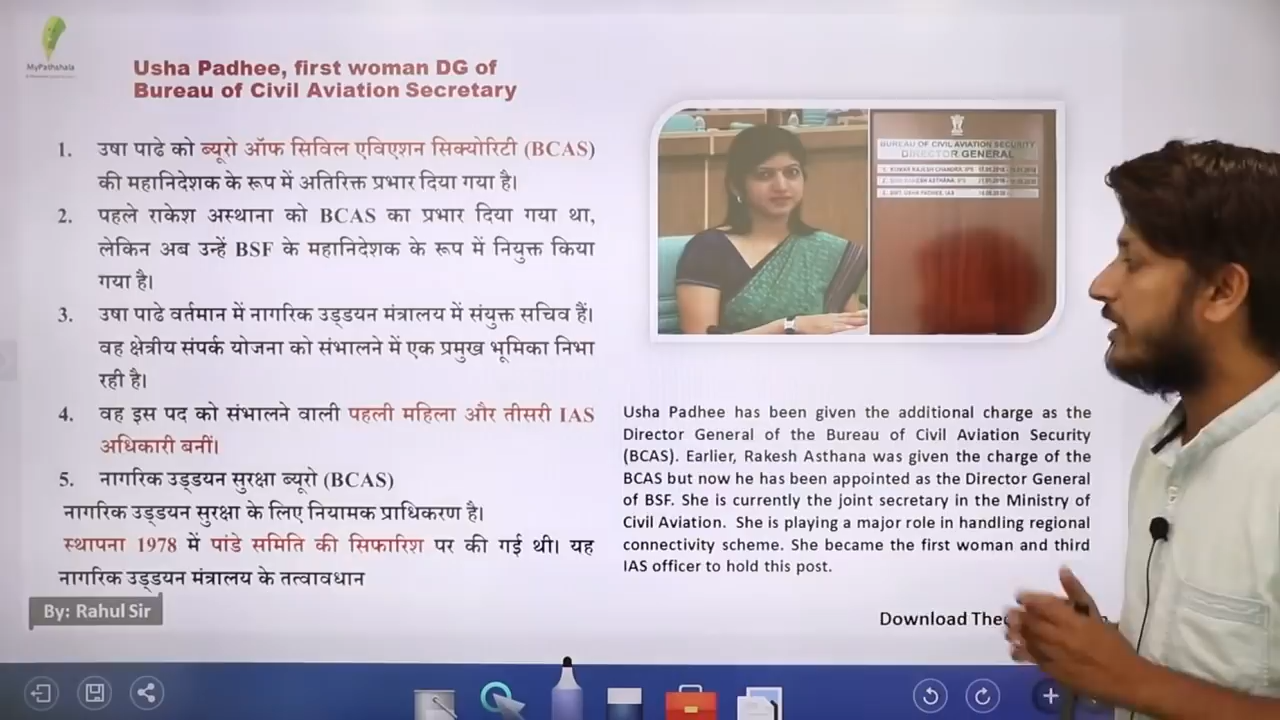 MyPathshala
Usha Padhee, first woman DG of
Bureau of Civil Aviation Secretary
1. उषा पाढे को ब्यूरो ऑफ सिविल एविएशन सिक्योरिटी (BCAS)
की महानिदेशक के रूप में अतिरिक्त प्रभार दिया गया है।
2. पहले राकेश अस्थाना को BCAS का प्रभार दिया गया था,
लेकिन अब उन्हें BSF के महानिदेशक के रूप में नियुक्त किया
गया है।
3. उषा पाढे वर्तमान में नागरिक उड्डयन मंत्रालय में संयुक्त सचिव हैं।
वह क्षेत्रीय संपर्क योजना को संभालने में एक प्रमुख भूमिका निभा
रही है।
4. वह इस पद को संभालने वाली पहली महिला और तीसरी IAS
अधिकारी बनीं।
5. नागरिक उड्डयन सुरक्षा ब्यूरो (BCAS)
नागरिक उड्डयन सुरक्षा के लिए नियामक प्राधिकरण है।
स्थापना 1978 में पांडे समिति की सिफारिश पर की गई थी। यह
नागरिक उड्डयन मंत्रालय के तत्वावधान
By: Rahul Sir
BUREAU OF CIVIL AVIATION SECURITY
DIRECTOR GENERAL
Usha Padhee has been given the additional charge as the
Director General of the Bureau of Civil Aviation Security
(BCAS). Earlier, Rakesh Asthana was given the charge of the
BCAS but now he has been appointed as the Director General
of BSF. She is currently the joint secretary in the Ministry of
Civil Aviation. She is playing a major role in handling regional
connectivity scheme. She became the first woman and third
IAS officer to hold this post.
Download